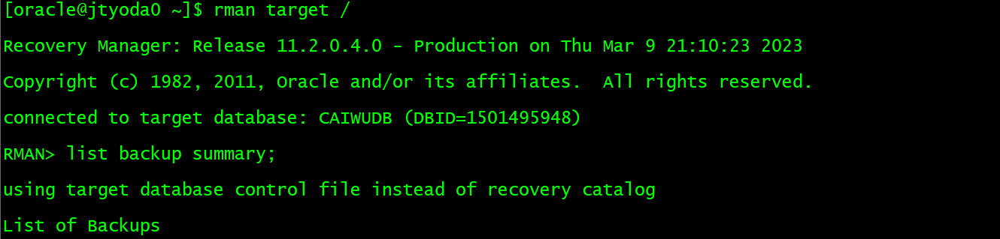 [oracle@jtyoda0 ~]$ rman target /
Recovery Manager: Release 11.2.0.4.0 - Production on Thu Mar 9 21:10:23 2023
Copyright (c) 1982, 2011, Oracle and/or its affiliates.  All rights reserved.
connected to target database: CAIWUDB (DBID=1501495948)
RMAN> list backup summary;
using target database control file instead of recovery catalog
List of Backups